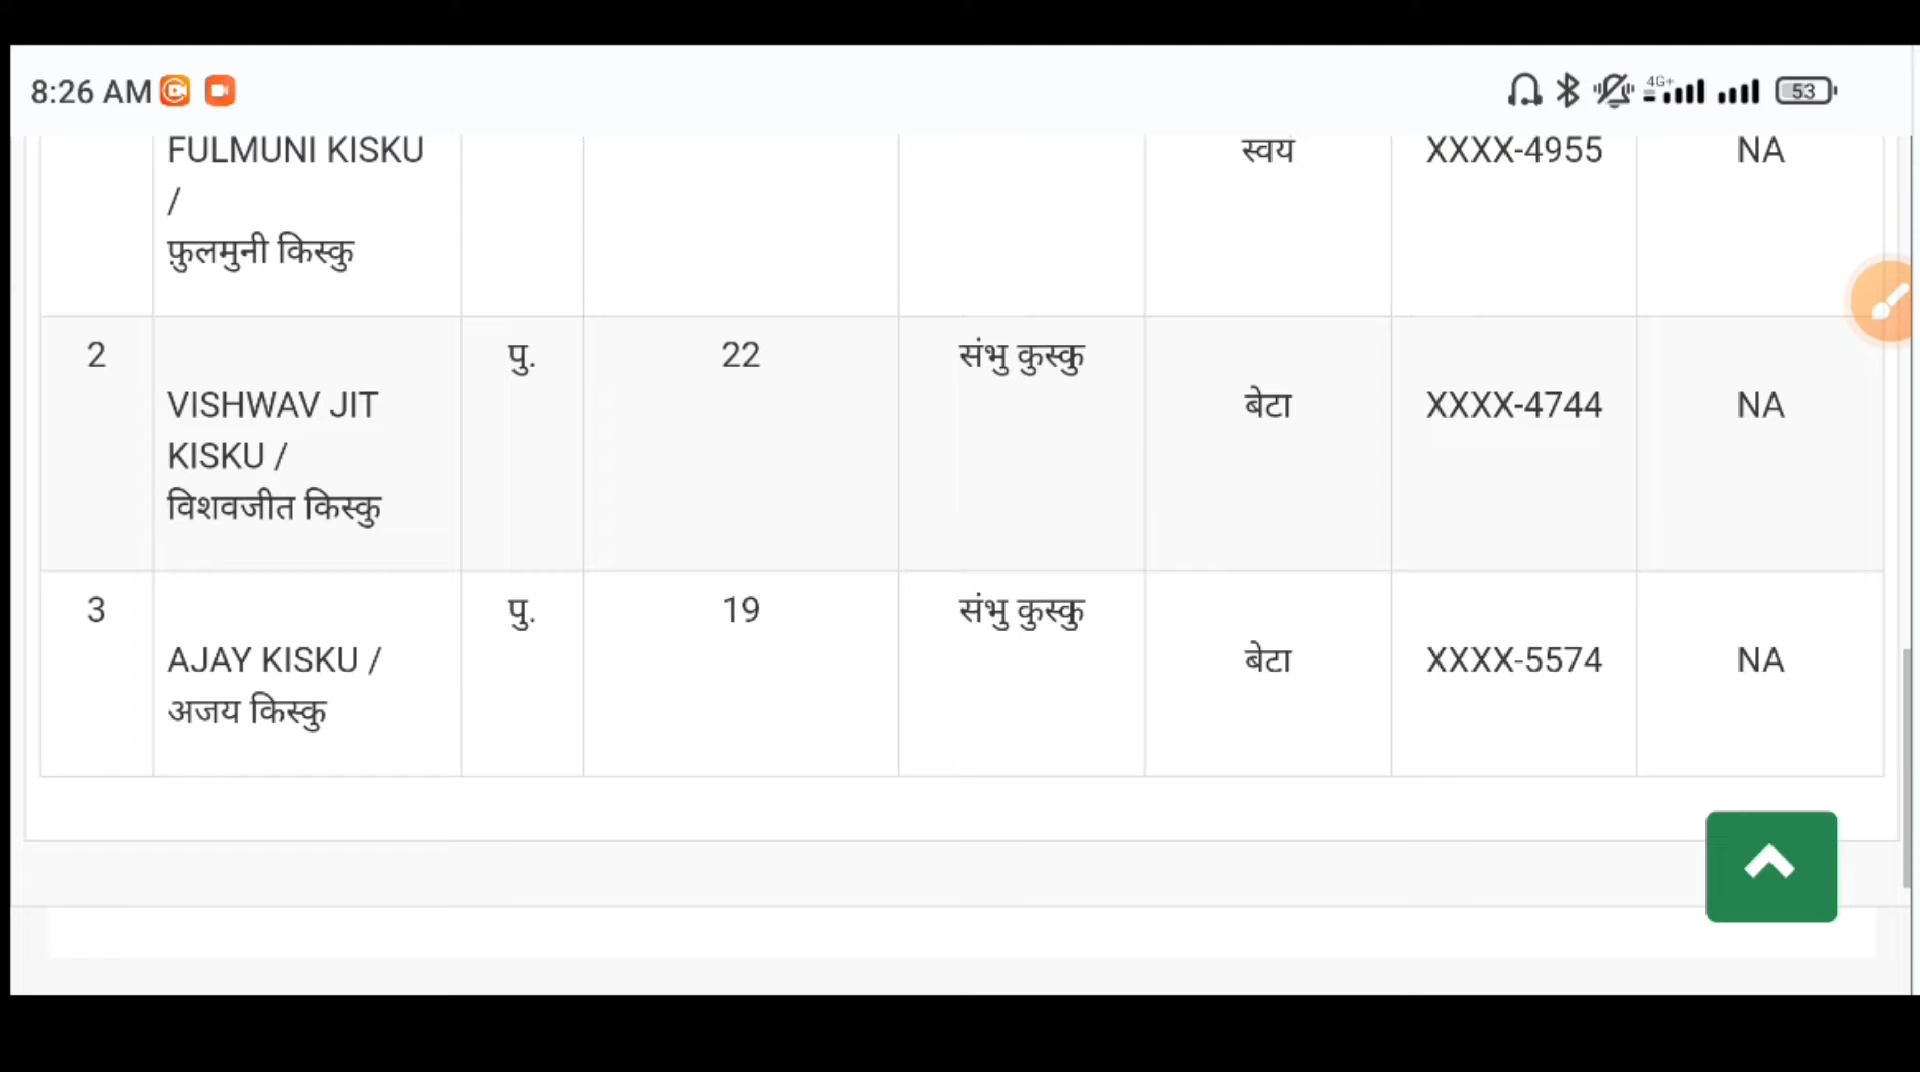 8:26 AM 4G+ 53
FULMUNI KISKU स्वयं XXXX-4955 NA
/
फ़ुलमुनी किस्कु
2 पु. 22 संभु कुस्कु
VISHWAV JIT बेटा XXXX-4744 NA
KISKU /
विशवजीत किस्कु
3 पु. 19 संभु कुस्कु
AJAY KISKU / बेटा XXXX-5574 NA
अजय किस्कु